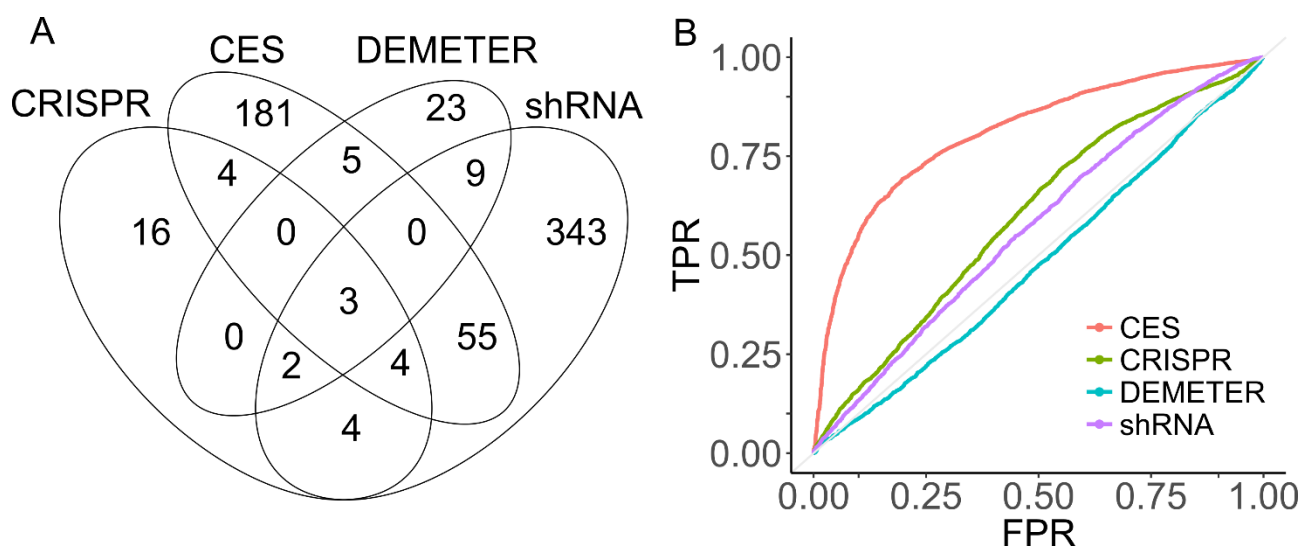 A
CES
DEMETER
CRISPR
shRNA
181
23
4
5
9
16
0
0
343
3
0
55
2
4
4
B
1.00
0.75
0.50
0.25
0.00
TPR
CES
CRISPR
DEMETER
shRNA
0.00 0.25 0.50 0.75 1.00
FPR